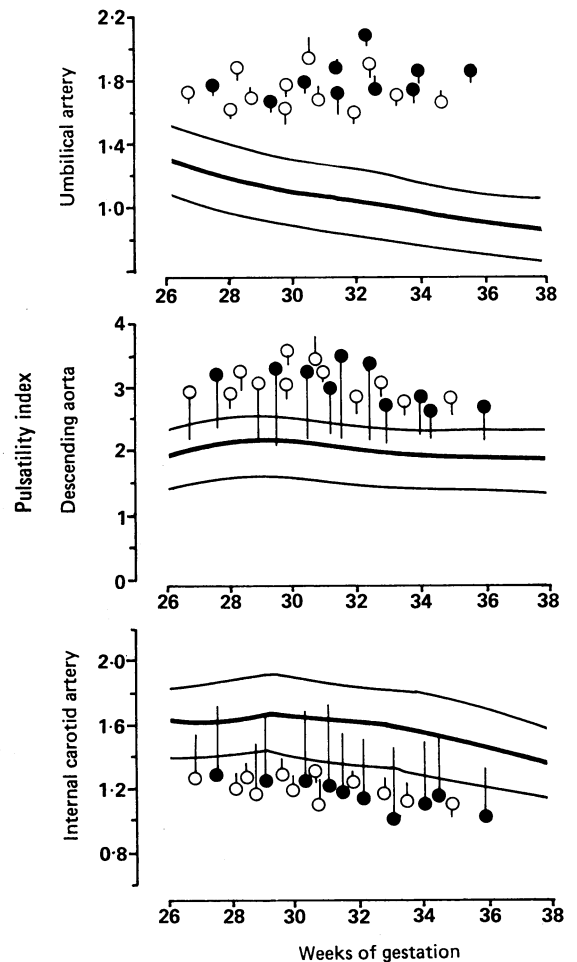 Pulsatility index
Umbilical artery
2·2
1·8
1·4
1·0
26 28 30 32 34 36 38
Descending aorta
4
3
2
1
0
26 28 30 32 34 36 38
Internal carotid artery
2·0
1·6
1·2
0·8
26 28 30 32 34 36 38
Weeks of gestation